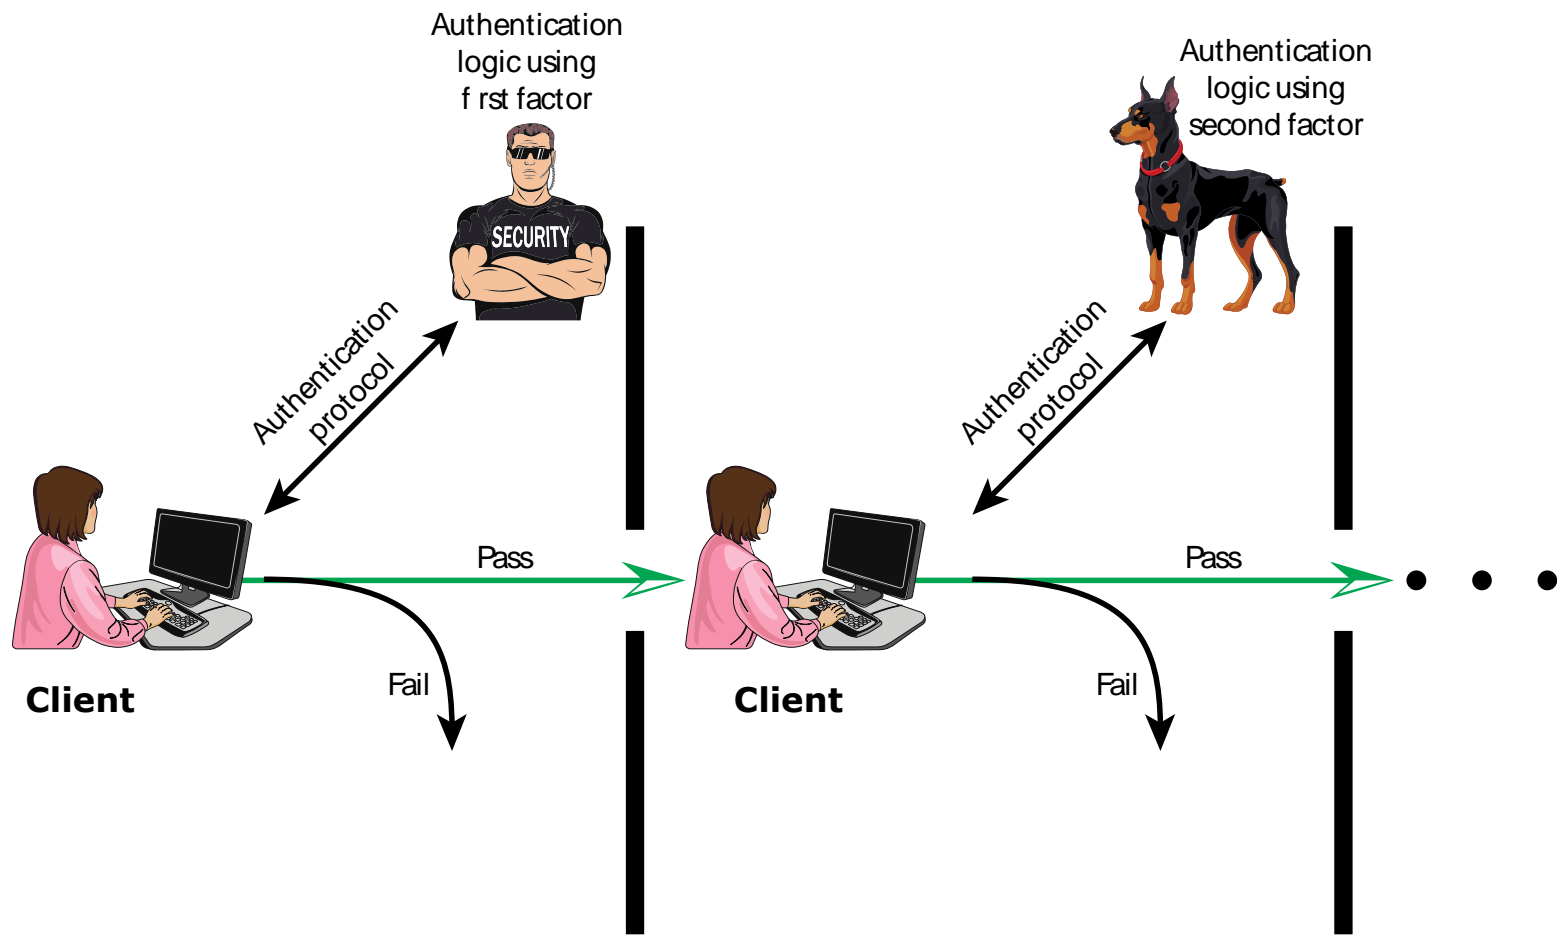 Authentication
logic using
f rst factor
Authentication
logic using
second factor
SECURITY
Authentication
protocol
Authentication
protocol
Pass
Pass
Fail
Fail
Client
Client